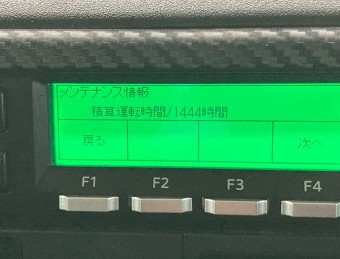 メンテナンス情報
積算運転時間/1444時間
戻る 次へ
F1 F2 F3 F4